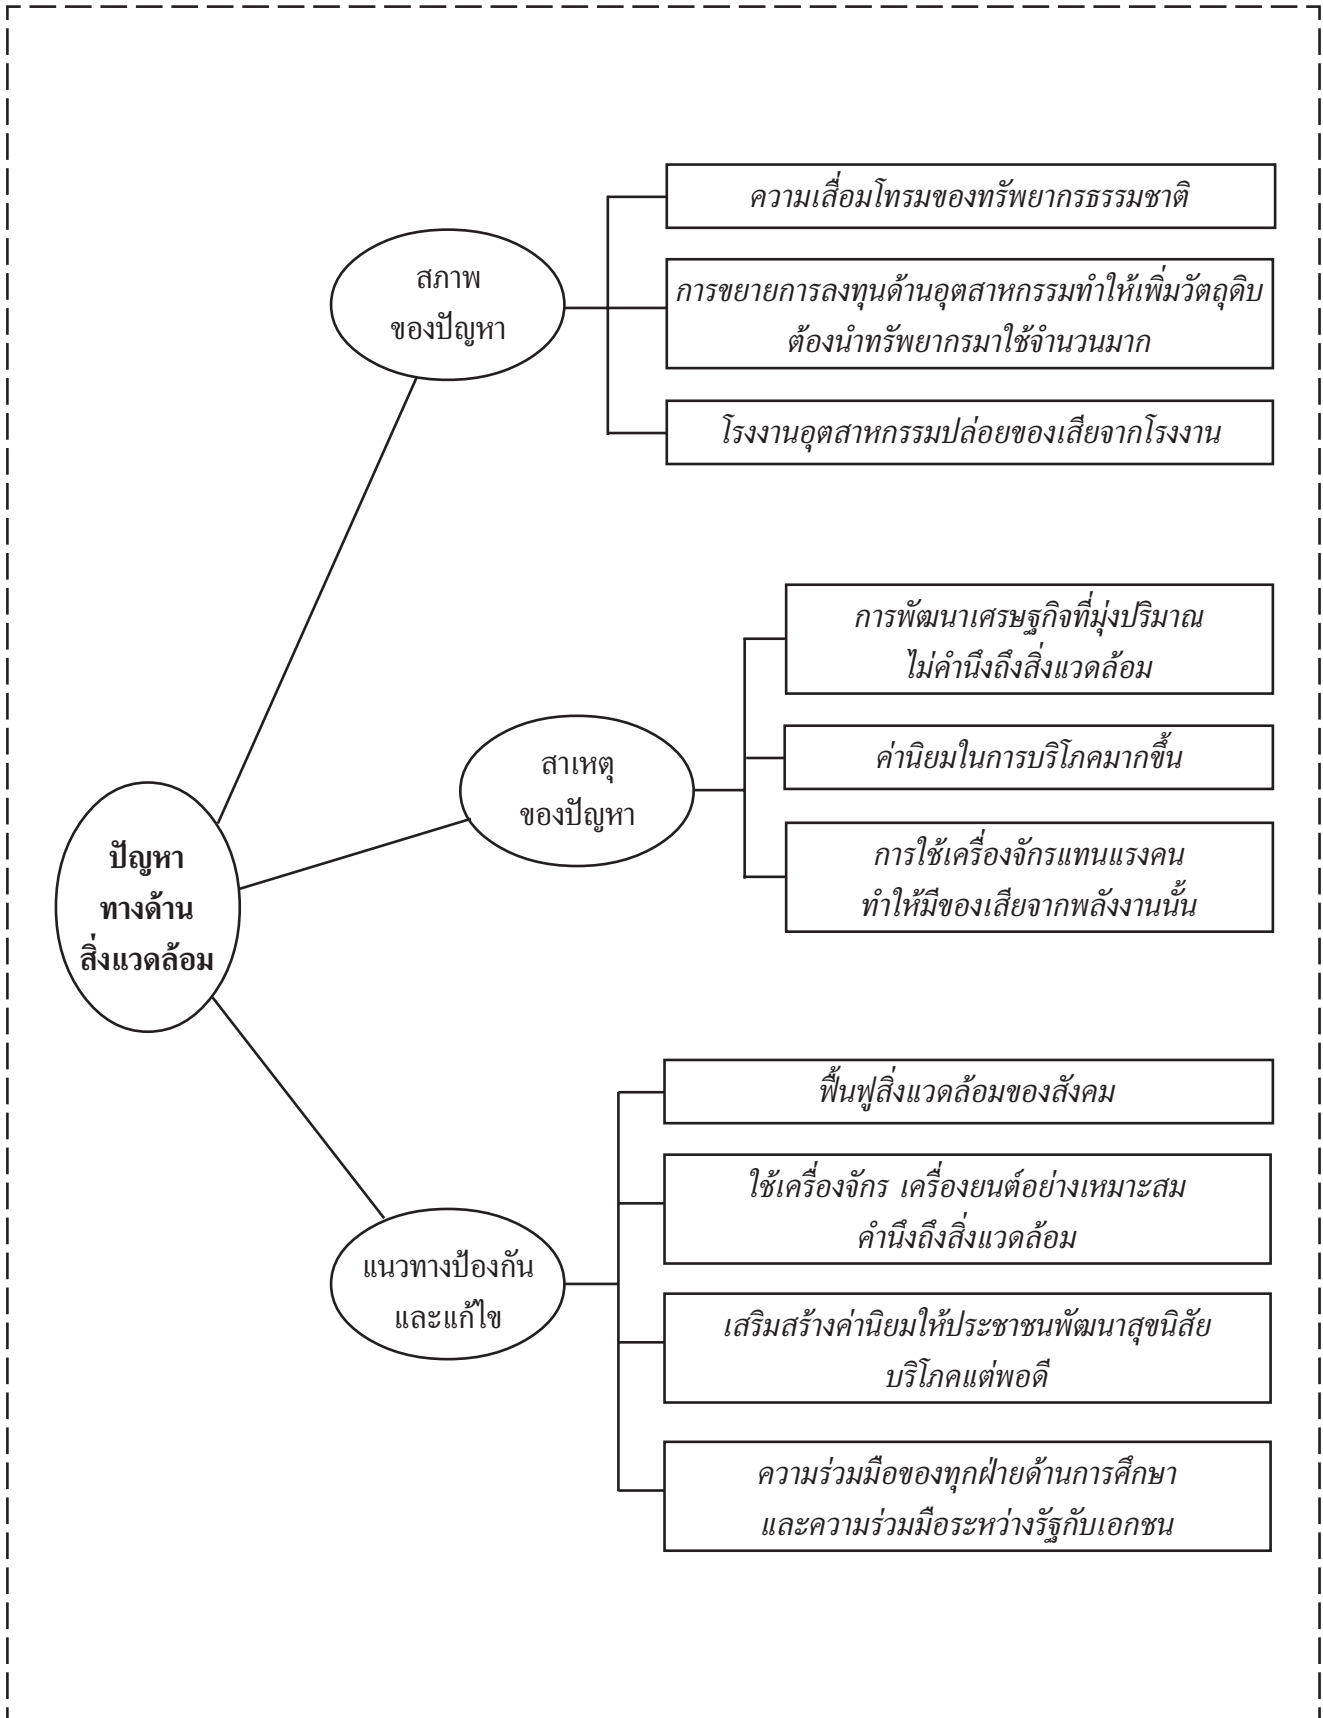 ความเสื่อมโทรมของทรัพยากรธรรมชาติ
สภาพ
ของปัญหา
การขยายการลงทุนด้านอุตสาหกรรมทำให้เพิ่มวัตถุดิบ
ต้องนำทรัพยากรมาใช้จำนวนมาก
โรงงานอุตสาหกรรมปล่อยของเสียจากโรงงาน
การพัฒนาเศรษฐกิจที่มุ่งปริมาณ
ไม่คำนึงถึงสิ่งแวดล้อม
สาเหตุ
ของปัญหา
ค่านิยมในการบริโภคมากขึ้น
การใช้เครื่องจักรแทนแรงคน
ทำให้มีของเสียจากพลังงานนั้น
ปัญหา
ทางด้าน
สิ่งแวดล้อม
ฟื้นฟูสิ่งแวดล้อมของสังคม
ใช้เครื่องจักร เครื่องยนต์อย่างเหมาะสม
คำนึงถึงสิ่งแวดล้อม
แนวทางป้องกัน
และแก้ไข
เสริมสร้างค่านิยมให้ประชาชนพัฒนาสุขนิสัย
บริโภคแต่พอดี
ความร่วมมือของทุกฝ่ายด้านการศึกษา
และความร่วมมือระหว่างรัฐกับเอกชน